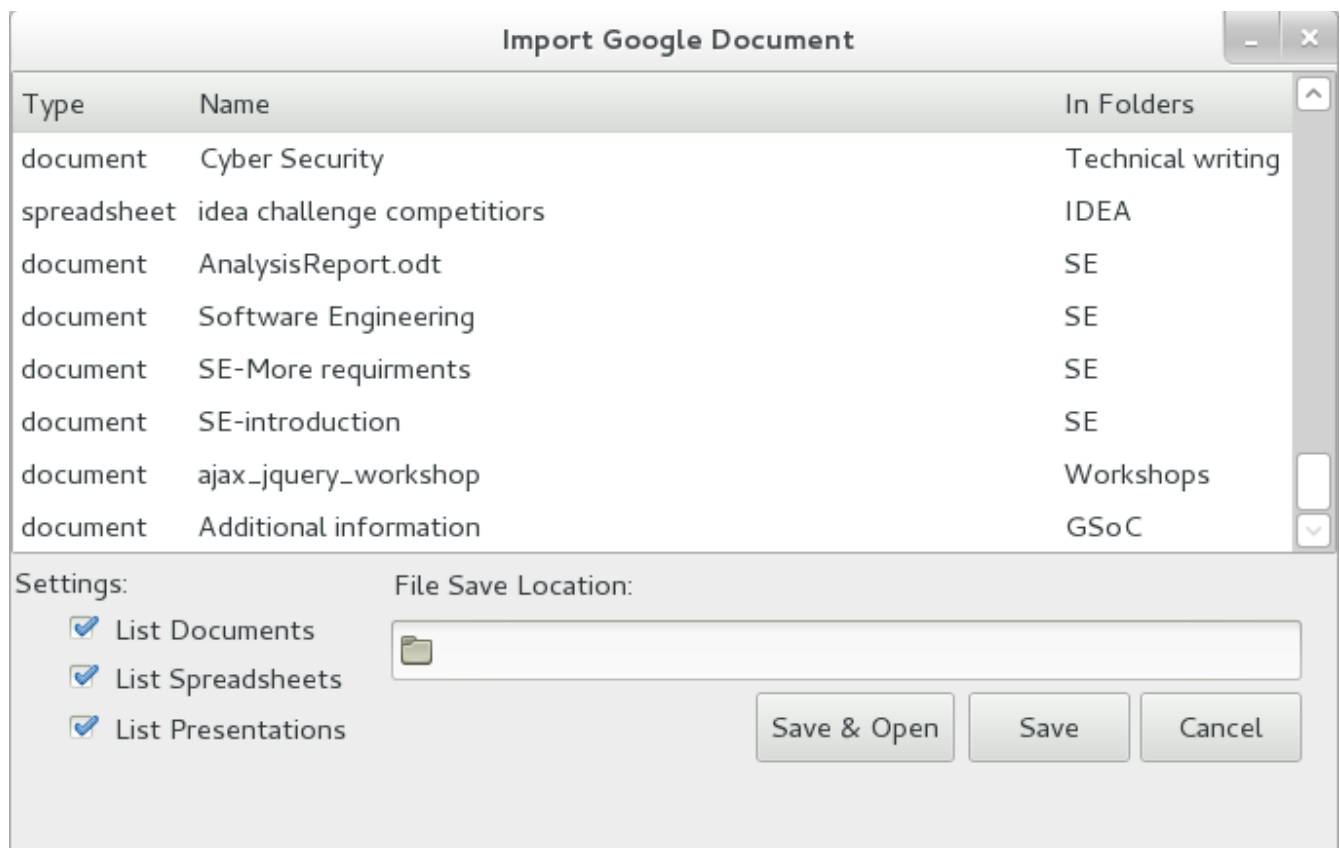 Import Google Document
Type Name In Folders
document Cyber Security Technical writing
spreadsheet idea challenge competitiors IDEA
document AnalysisReport.odt SE
document Software Engineering SE
document SE-More requirments SE
document SE-introduction SE
document ajax_jquery_workshop Workshops
document Additional information GSoC
Settings: File Save Location:
List Documents
List Spreadsheets
List Presentations
Save & Open Save Cancel